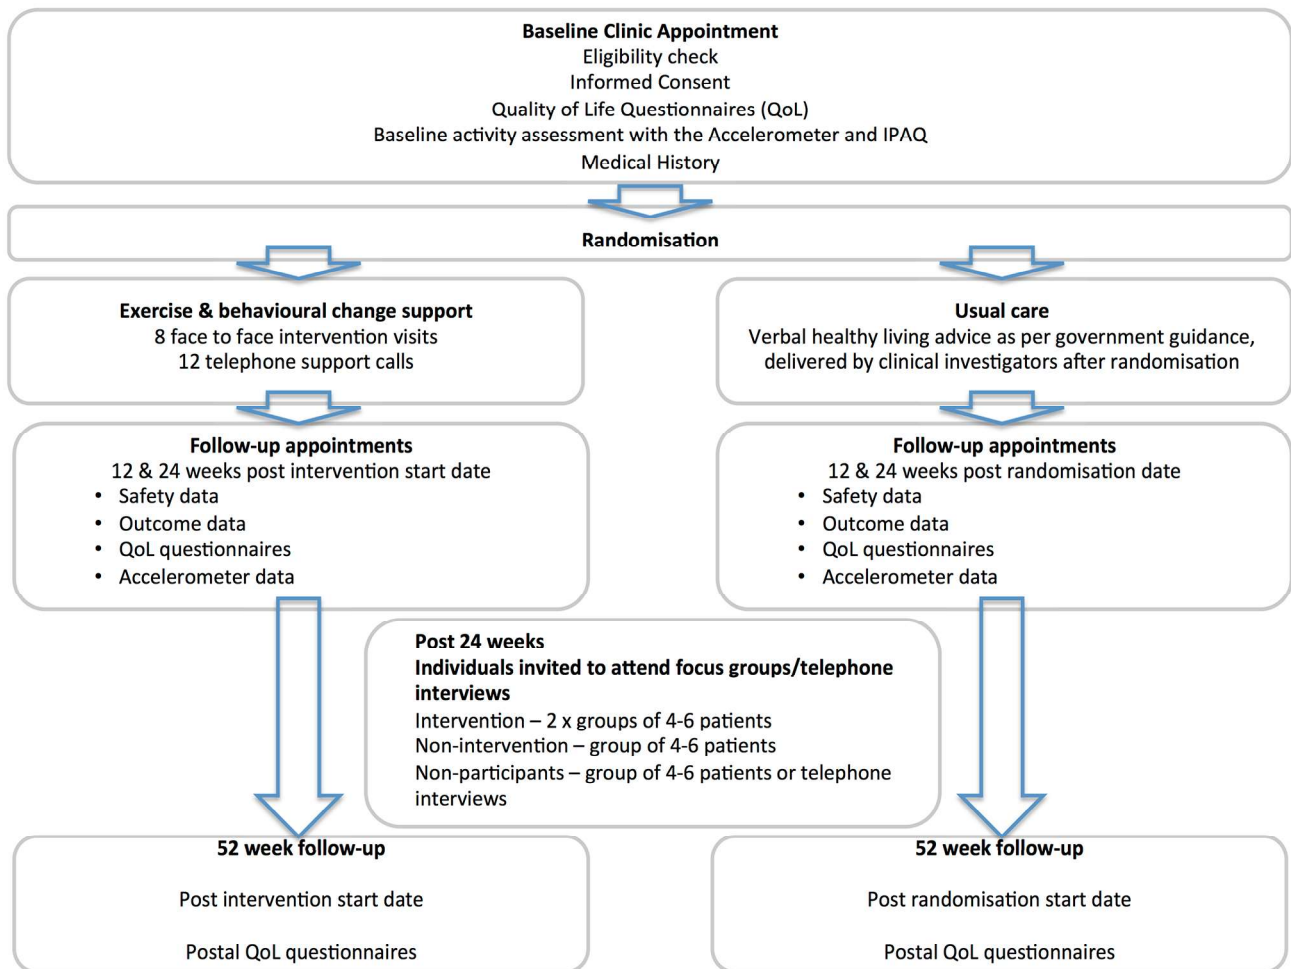 Baseline Clinic Appointment
Eligibility check
Informed Consent
Quality of Life Questionnaires (QoL)
Baseline activity assessment with the Accelerometer and IPAQ
Medical History
Randomisation
Exercise & behavioural change support
8 face to face intervention visits
12 telephone support calls
Usual care
Verbal healthy living advice as per government guidance,
delivered by clinical investigators after randomisation
Follow-up appointments
12 & 24 weeks post intervention start date
• Safety data
• Outcome data
• QoL questionnaires
• Accelerometer data
Follow-up appointments
12 & 24 weeks post randomisation date
• Safety data
• Outcome data
• QoL questionnaires
• Accelerometer data
Post 24 weeks
Individuals invited to attend focus groups/telephone
interviews
Intervention – 2 x groups of 4-6 patients
Non-intervention – group of 4-6 patients
Non-participants – group of 4-6 patients or telephone
interviews
52 week follow-up
Post intervention start date
Postal QoL questionnaires
52 week follow-up
Post randomisation start date
Postal QoL questionnaires